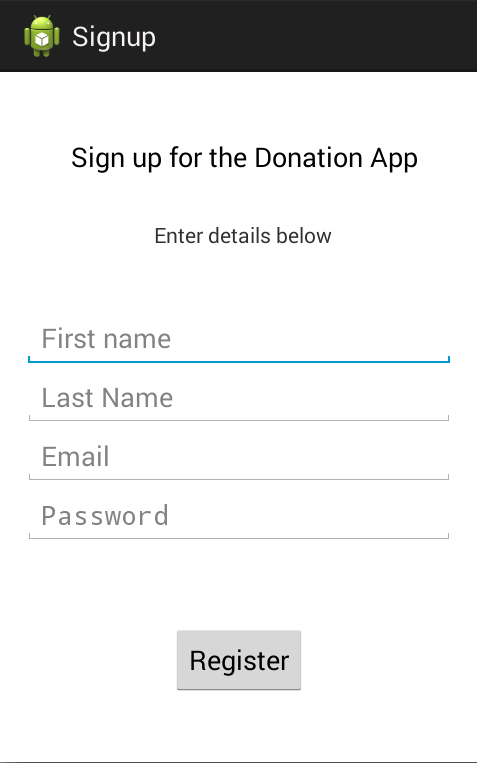 Signup
Sign up for the Donation App
Enter details below
First name
Last Name
Email
Password
Register